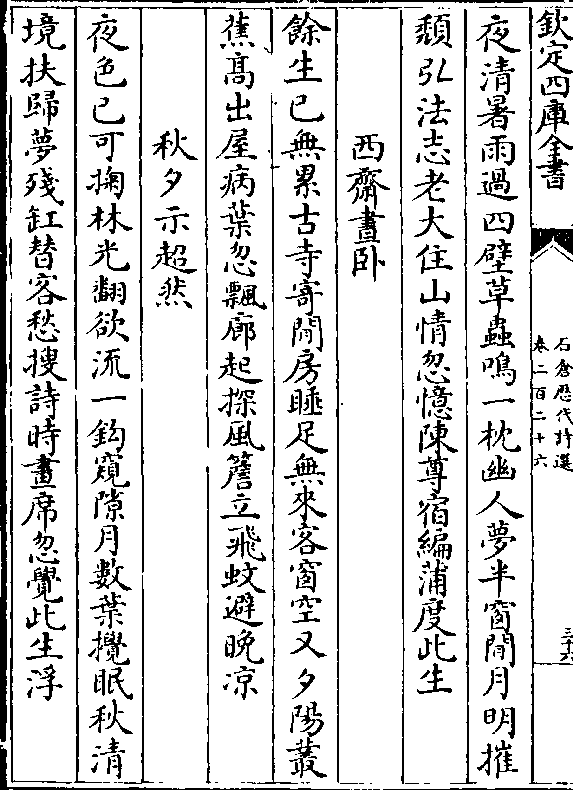 欽定四庫全書
石倉歷代詩選
卷二百二十六
三十六
夜清暑雨過四壁草蟲鳴一枕幽人夢半窗閒月明摧
頹弘法志老大住山情忽憶陳尊宿編蒲度此生
西齋晝卧
餘生已無累古寺寄閒房睡足無來客窗空又夕陽叢
蕉高出屋病葉忽飄廊起探風簷立飛蚊避晚凉
秋夕示超然
夜色已可掬林光翻欲流一鈎窺隙月數葉攪眠秋清
境扶歸夢殘缸替客愁搜詩時畫席忽覺此生浮